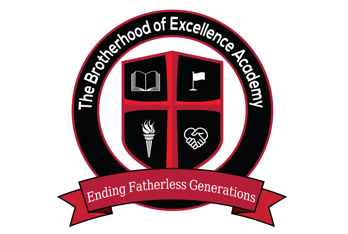 The Brotherhood of Excellence Academy
Ending Fatherless Generations